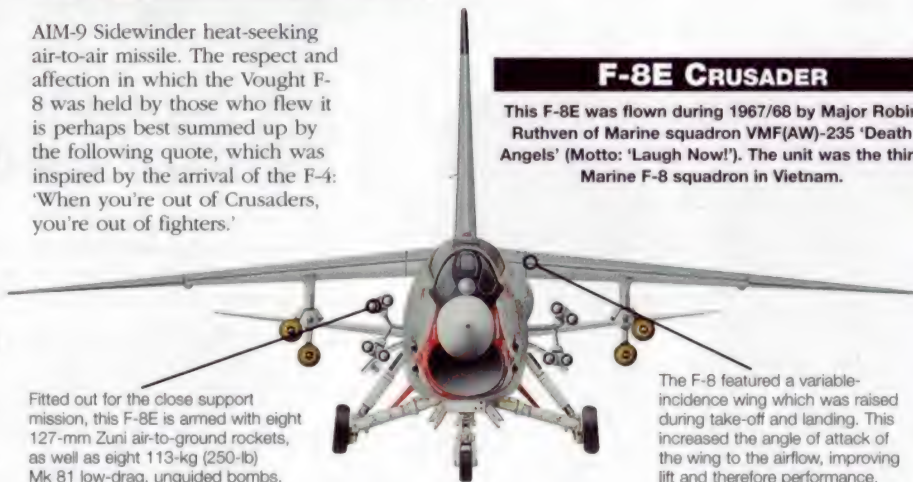 AIM-9 Sidewinder heat-seeking
air-to-air missile. The respect and
affection in which the Vought F-
8 was held by those who flew it
is perhaps best summed up by
the following quote, which was
inspired by the arrival of the F-4:
‘When you’re out of Crusaders,
you’re out of fighters.’
F-8E CRUSADER
This F-8E was flown during 1967/68 by Major Robin
Ruthven of Marine squadron VMF(AW)-235 ‘Death
Angels’ (Motto: ‘Laugh Now!’). The unit was the thir
Marine F-8 squadron in Vietnam.
Fitted out for the close support
mission, this F-8E is armed with eight
127-mm Zuni air-to-ground rockets,
as well as eight 113-kg (250-lb)
Mk 81 low-drag, unguided bombs.
The F-8 featured a variable-
incidence wing which was raised
during take-off and landing. This
increased the angle of attack of
the wing to the airflow, improving
lift and therefore performance.